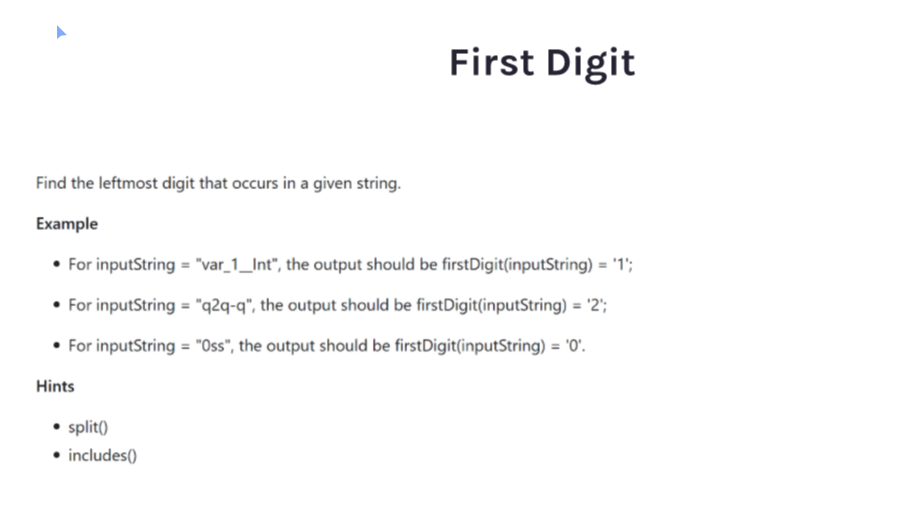 First Digit
Find the leftmost digit that occurs in a given string.
Example
• For inputString = "var_1__Int", the output should be firstDigit(inputString) = '1';
• For inputString = "q2q-q", the output should be firstDigit(inputString) = '2';
• For inputString = "0ss", the output should be firstDigit(inputString) = '0'.
Hints
• split()
• includes()